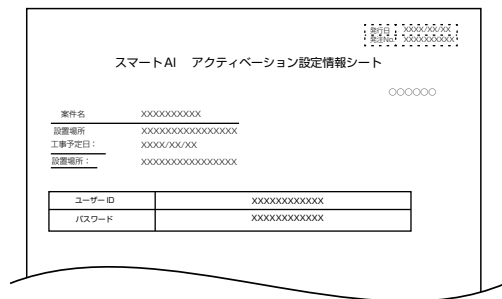 発行日 XXXX/XX/XX
発注No. XXXXXXXXXX
スマートAI アクティベーション設定情報シート
○○○○○○
案件名 XXXXXXXXXX
設置場所 XXXXXXXXXXXXXXXX
工事予定日： XXXX/XX/XX
設置場所： XXXXXXXXXXXXXXXX
ユーザーID XXXXXXXXXXXX
パスワード XXXXXXXXXXXX